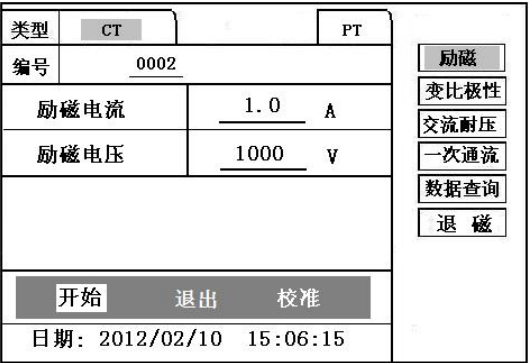 类型 CT PT
编号 0002
励磁电流 1.0 A
励磁电压 1000 V
开始 退出 校准
日期: 2012/02/10 15:06:15
励磁
变比极性
交流耐压
一次通流
数据查询
退 磁